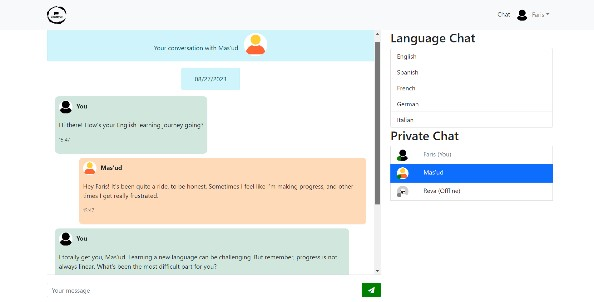 Chat
Faris
Your conversation with Mas'ud
08/27/2023
You
Hi there! How's your English learning journey going?
Mas'ud
Hey Faris! It's been quite a ride, to be honest. Sometimes I feel like I'm making progress, and other
times I get really frustrated.
You
I totally get you, Mas'ud. Learning a new language can be challenging. But remember, progress is not
always linear. What's been the most difficult part for you?
Your message
Language Chat
English
Spanish
French
German
Italian
Private Chat
Faris (You)
Mas'ud
(Offline)